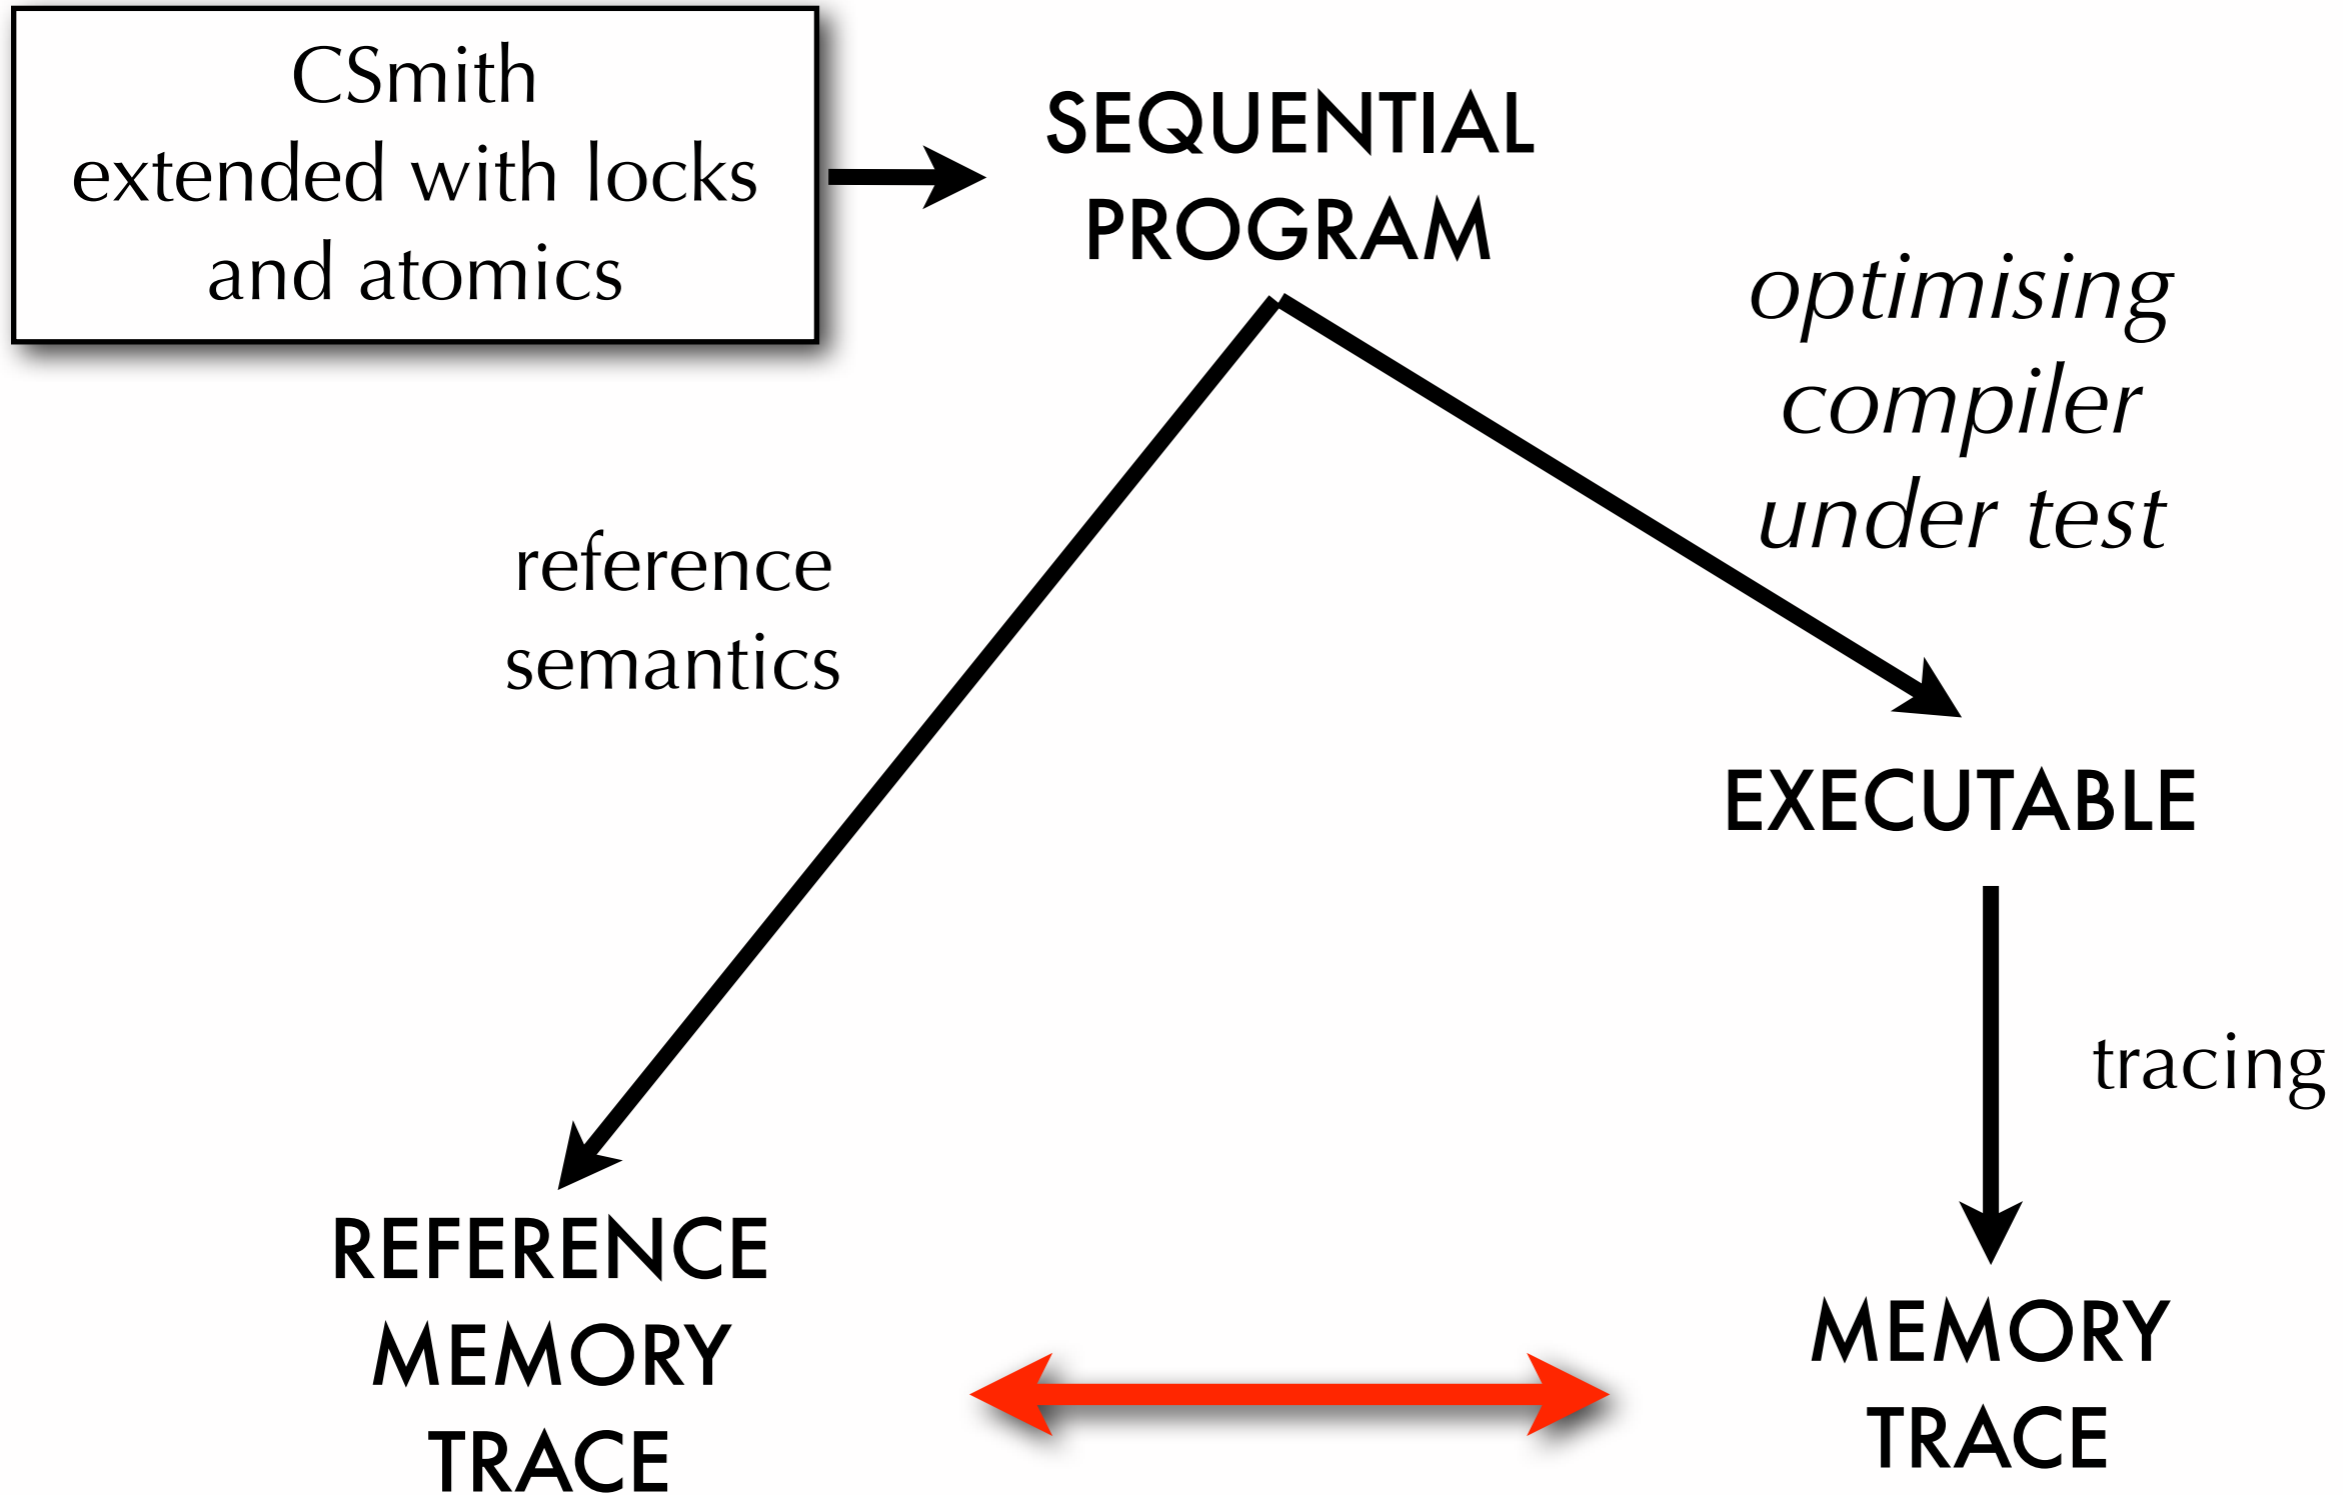 CSmith
extended with locks
and atomics
SEQUENTIAL
PROGRAM
optimising
compiler
under test
reference
semantics
EXECUTABLE
tracing
REFERENCE
MEMORY
TRACE
MEMORY
TRACE